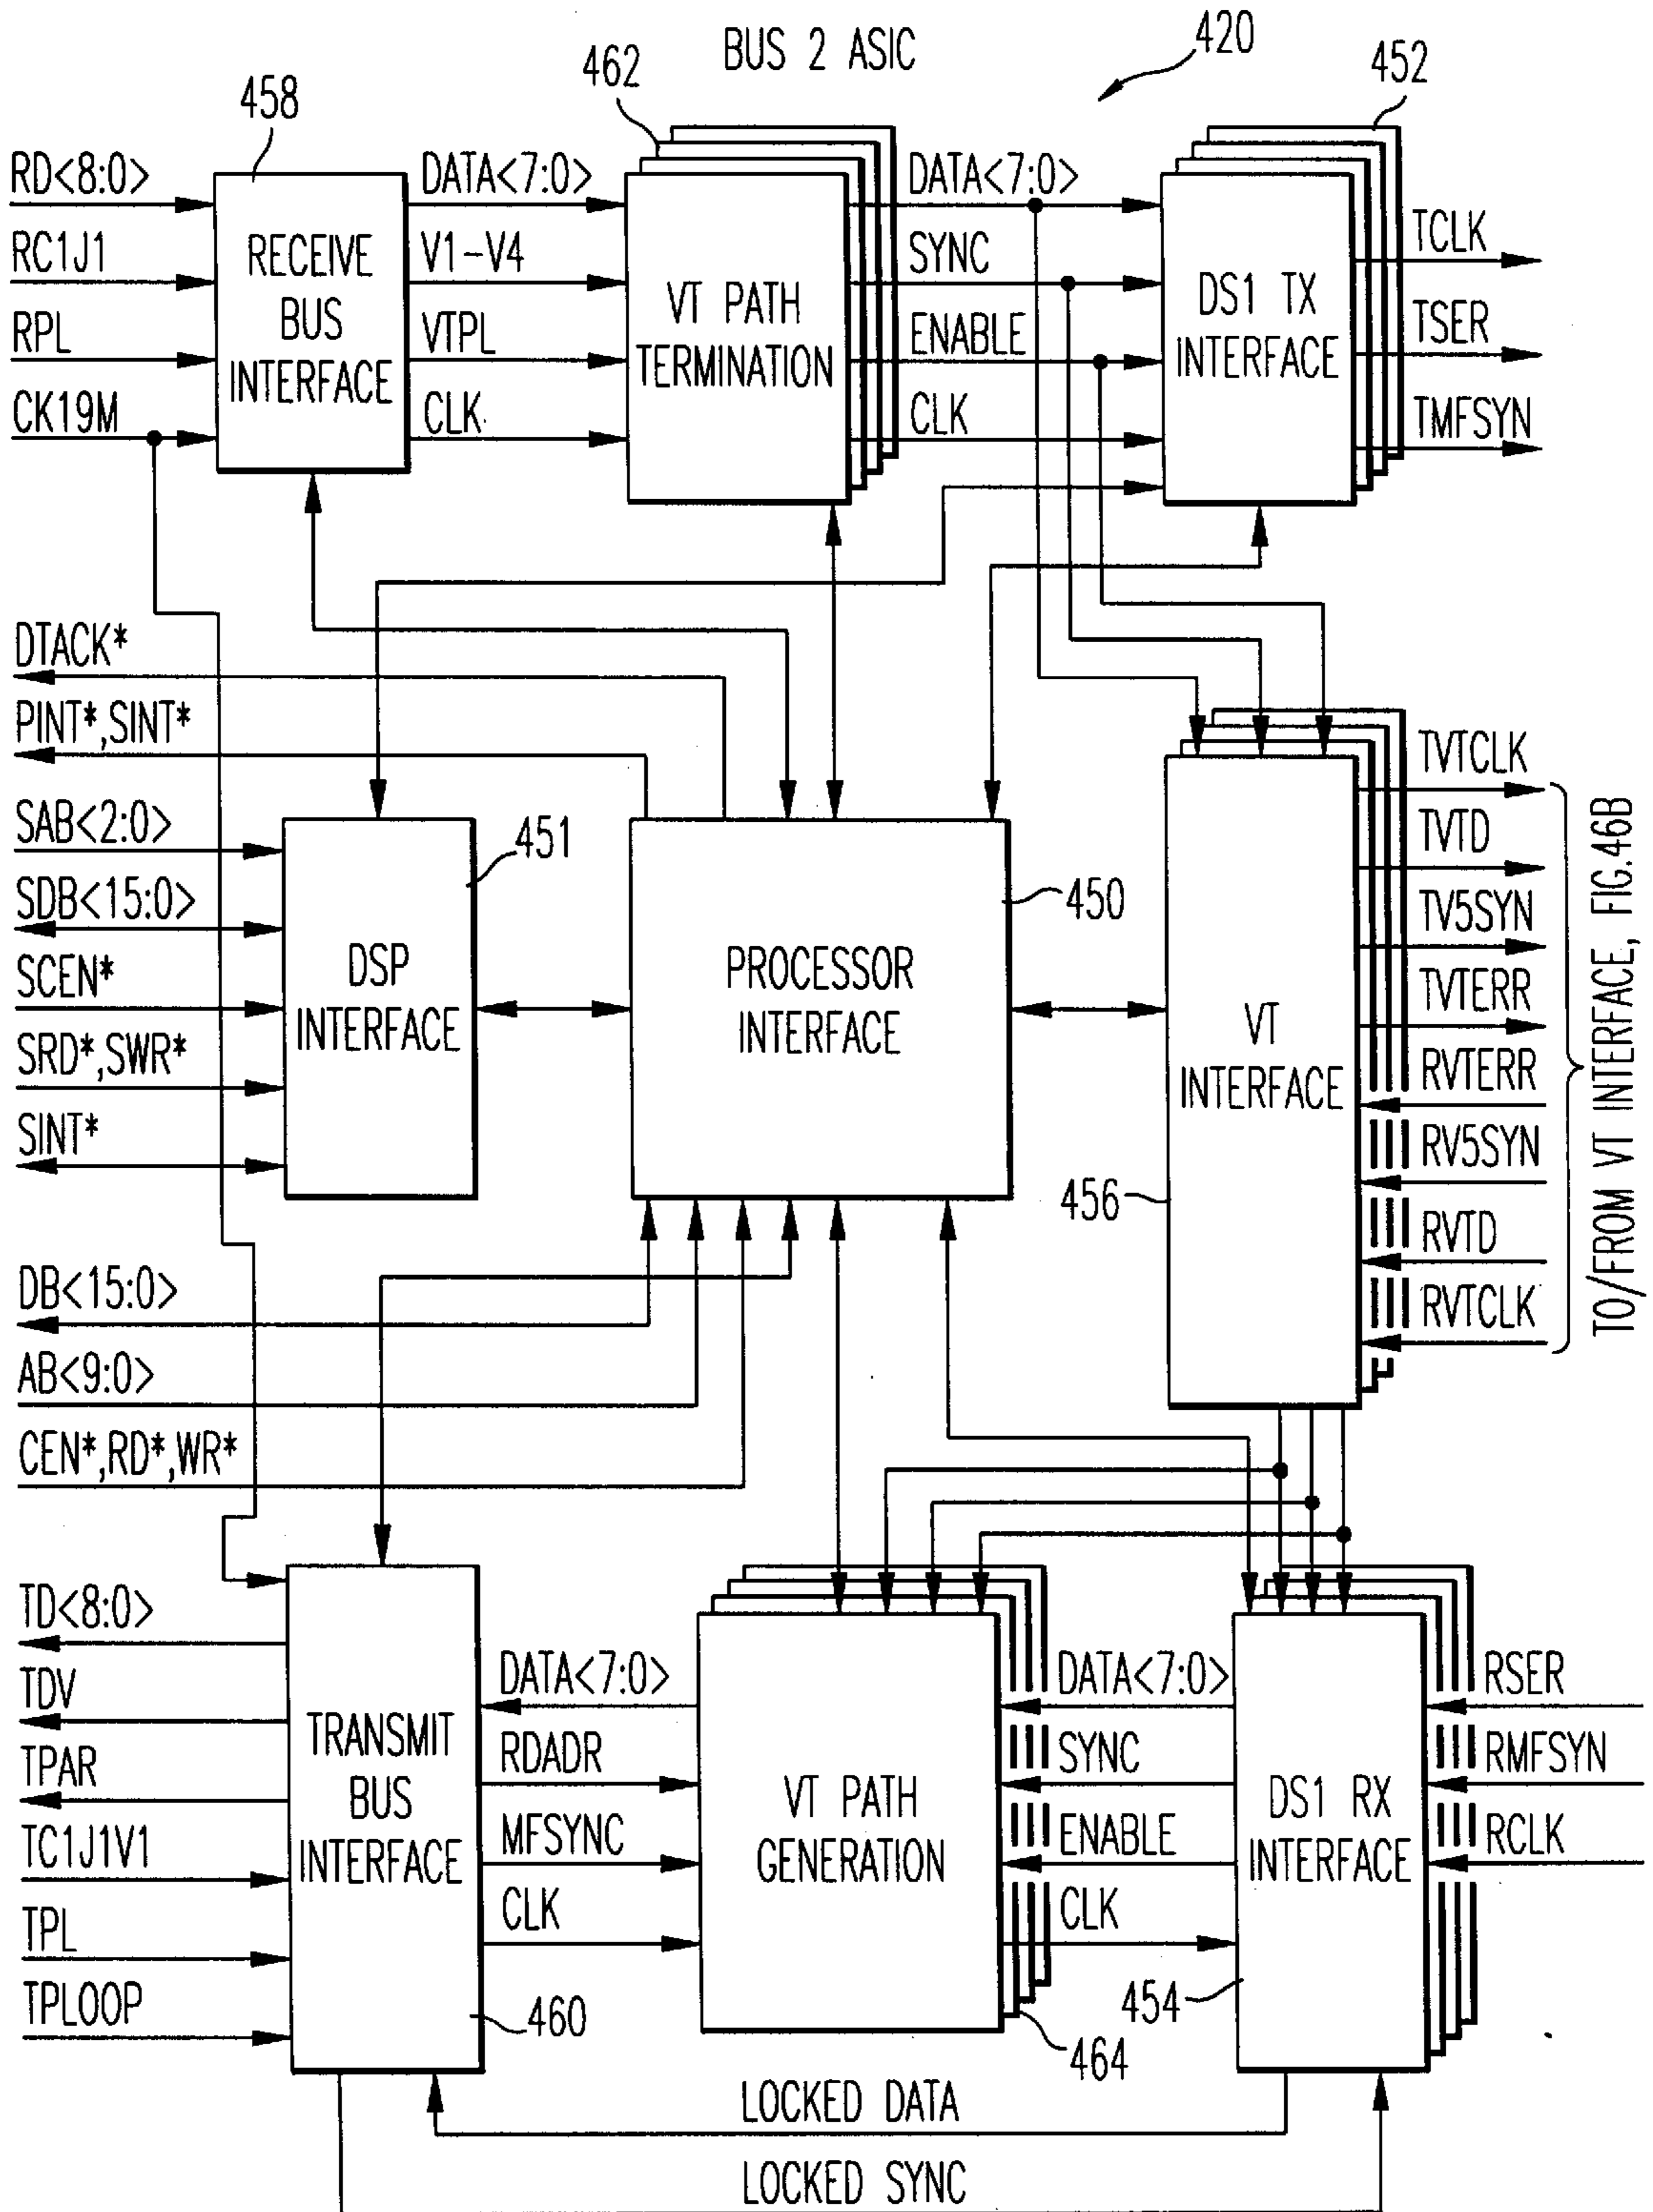 BUS 2 ASIC
420
458
462
452
RD<8:0>
RC1J1
RPL
CK19M
RECEIVE
BUS
INTERFACE
DATA<7:0>
V1-V4
VTPL
CLK
VT PATH
TERMINATION
DATA<7:0>
SYNC
ENABLE
CLK
DS1 TX
INTERFACE
TCLK
TSER
TMFSYN
DTACK*
PINT*,SINT*
SAB<2:0>
SDB<15:0>
SCEN*
SRD*,SWR*
SINT*
451
DSP
INTERFACE
450
PROCESSOR
INTERFACE
456
VT
INTERFACE
TVTCLK
TVTD
TV5SYN
TVTERR
RVTERR
RV5SYN
RVTD
RVTCLK
TO/FROM VT INTERFACE, FIG.46B
DB<15:0>
AB<9:0>
CEN*,RD*,WR*
TD<8:0>
TDV
TPAR
TC1J1V1
TPL
TPLOOP
TRANSMIT
BUS
INTERFACE
460
DATA<7:0>
RDADR
MFSYNC
CLK
VT PATH
GENERATION
464
DATA<7:0>
SYNC
ENABLE
CLK
DS1 RX
INTERFACE
454
RSER
RMFSYN
RCLK
LOCKED DATA
LOCKED SYNC